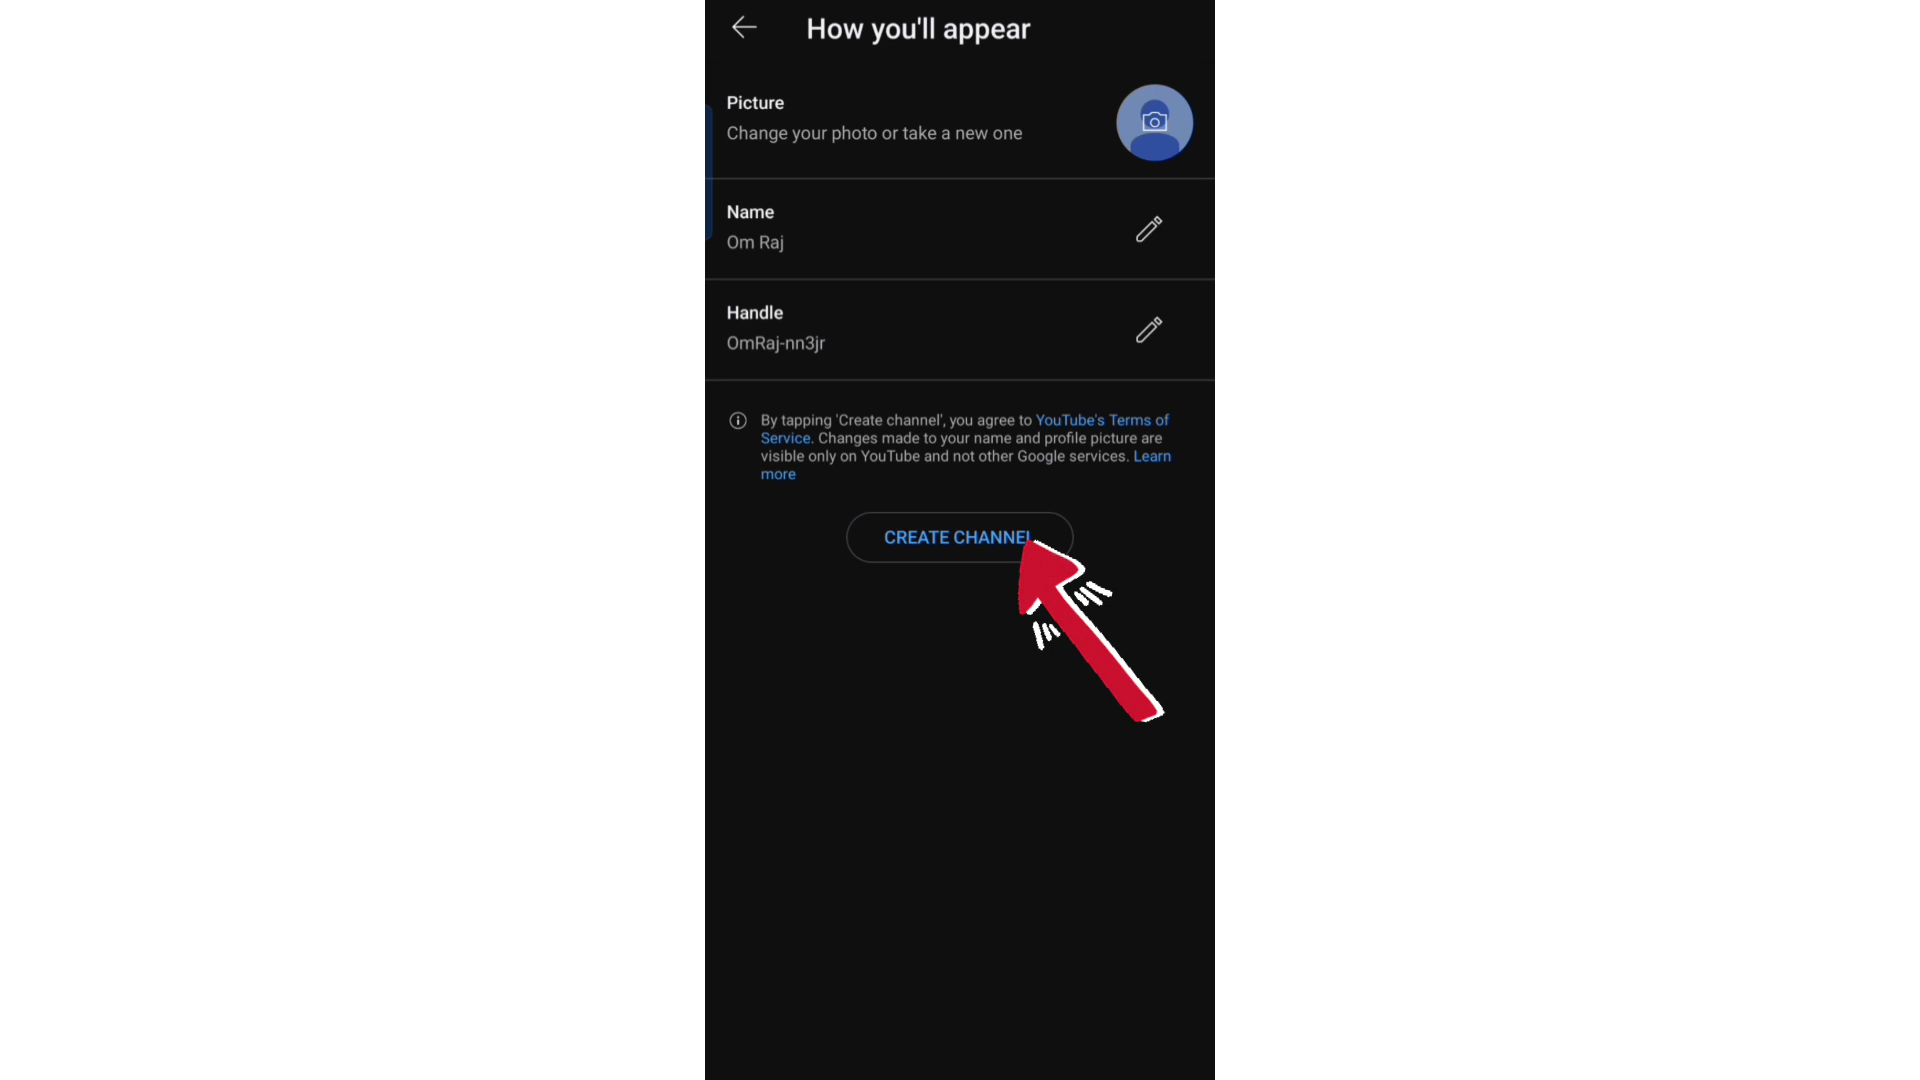 How you'll appear
Picture
Change your photo or take a new one
Name
Om Raj
Handle
OmRaj-nn3jr
By tapping 'Create channel', you agree to YouTube's Terms of
Service. Changes made to your name and profile picture are
visible only on YouTube and not other Google services. Learn
more
CREATE CHANNEL